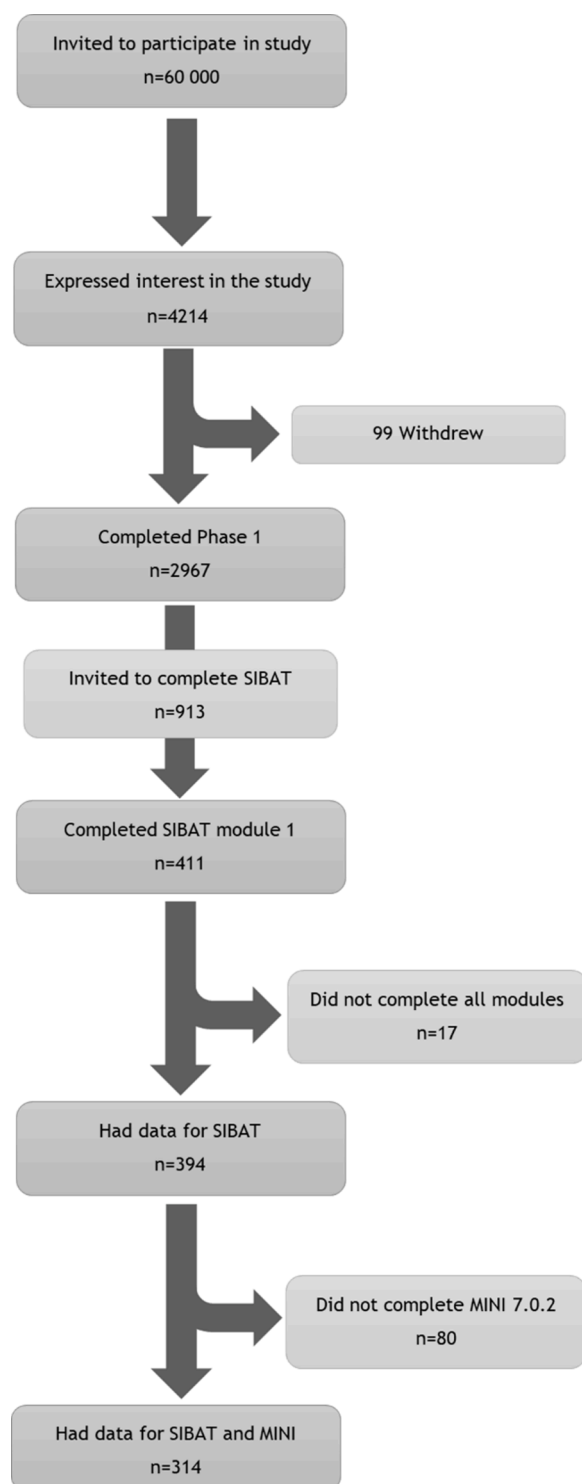 Invited to participate in study
n=60 000
Expressed interest in the study
n=4214
99 Withdrew
Completed Phase 1
n=2967
Invited to complete SIBAT
n=913
Completed SIBAT module 1
n=411
Did not complete all modules
n=17
Had data for SIBAT
n=394
Did not complete MINI 7.0.2
n=80
Had data for SIBAT and MINI
n=314